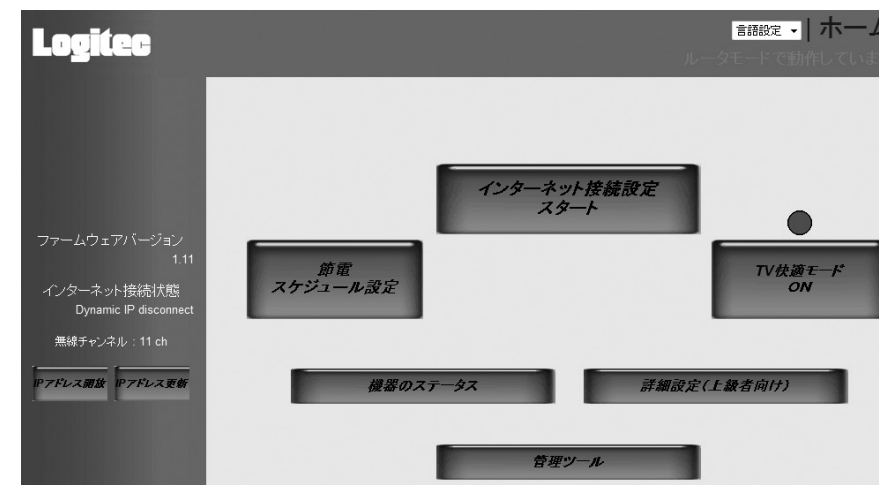 Logitec
言語設定
ホーム
ルータモードで動作していま
インターネット接続設定
スタート
ファームウェアバージョン
1.11
インターネット接続状態
Dynamic IP disconnect
無線チャンネル : 11 ch
IPアドレス開放 IPアドレス更新
節電
スケジュール設定
TV快適モード
ON
機器のステータス
詳細設定(上級者向け)
管理ツール